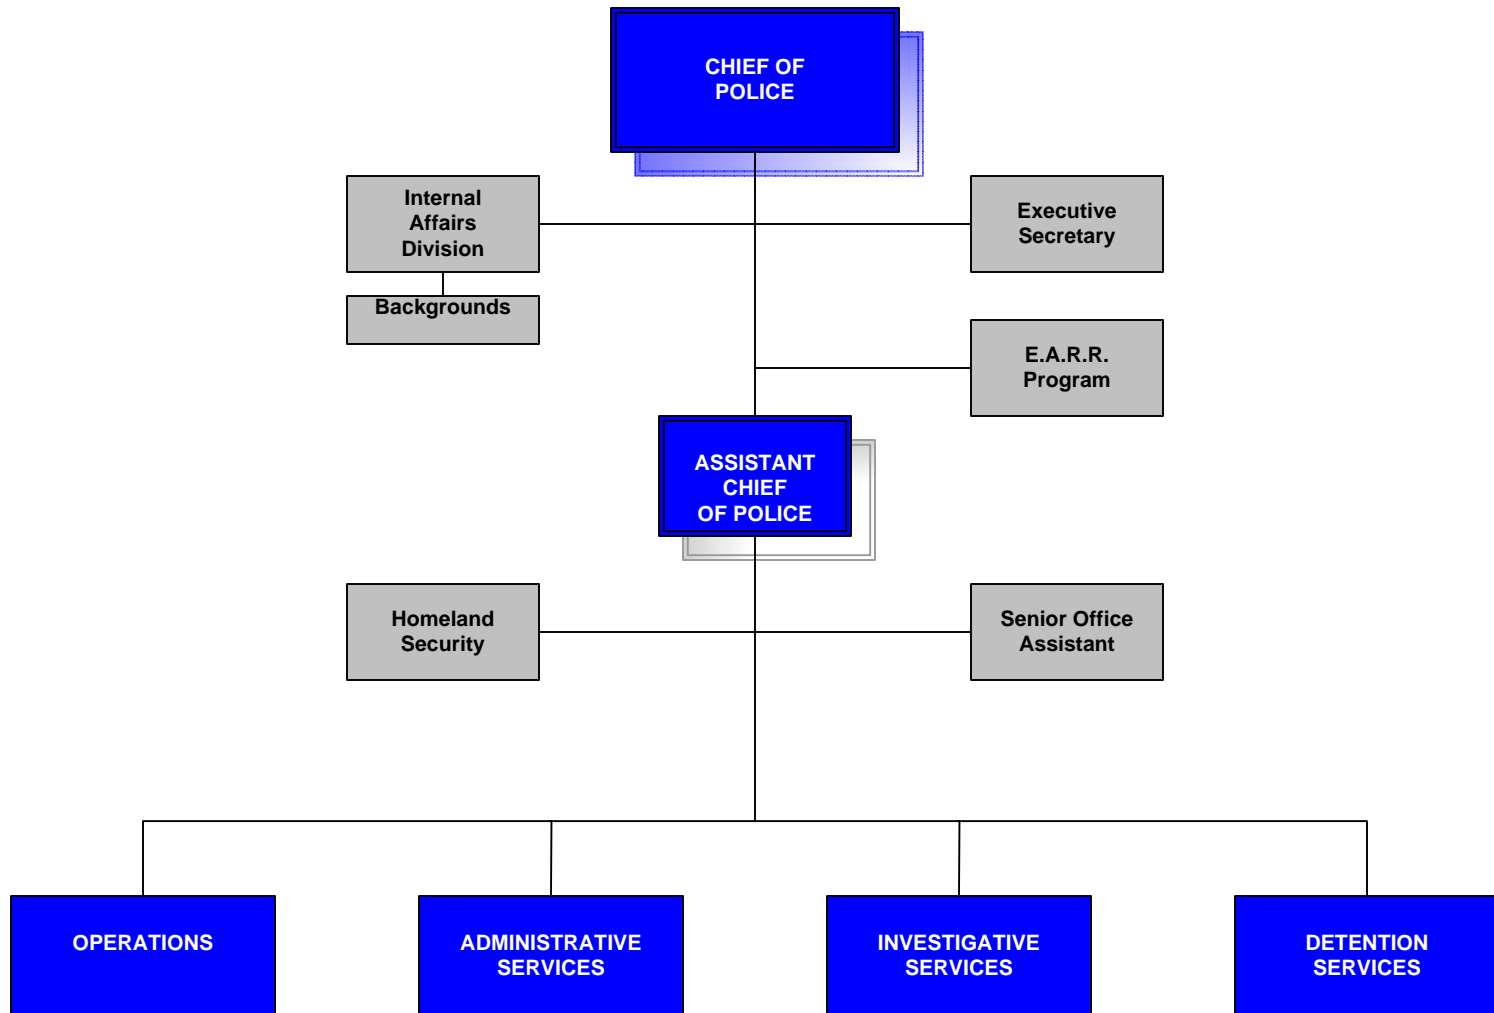 CHIEF OF
POLICE
Internal
Affairs
Division
Executive
Secretary
Backgrounds
E.A.R.R.
Program
ASSISTANT
CHIEF
OF POLICE
Homeland
Security
Senior Office
Assistant
OPERATIONS
ADMINISTRATIVE
SERVICES
INVESTIGATIVE
SERVICES
DETENTION
SERVICES